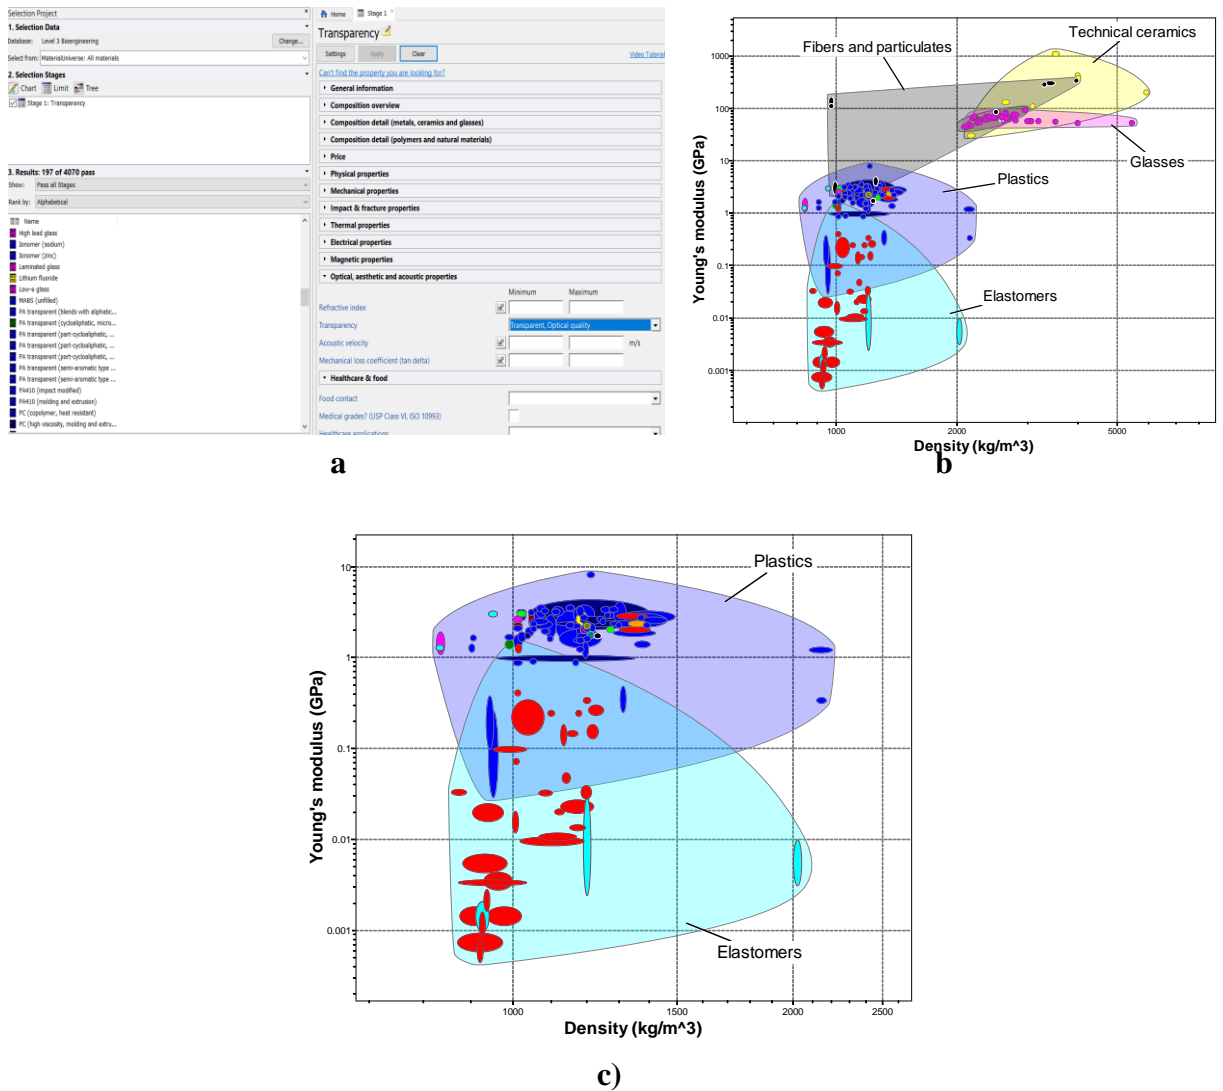 Selection Project
1. Selection Data
Database: Level 3 Bioengineering
Change...
Select from: MaterialUniverse: All materials
2. Selection Stages
Chart Limit Tree
Stage 1: Transparency
3. Results: 197 of 4070 pass
Show: Pass all Stages
Rank by: Alphabetical
Name
High lead glass
Ionomer (sodium)
Ionomer (zinc)
Laminated glass
Lithium fluoride
Low-e glass
MABS (unfilled)
PA transparent (blends with aliphatic...
PA transparent (cycloaliphatic, micro...
PA transparent (part-cycloaliphatic, ...
PA transparent (part-cycloaliphatic, ...
PA transparent (part-cycloaliphatic, ...
PA transparent (semi-aromatic type ...
PA transparent (semi-aromatic type ...
PA410 (impact modified)
PA410 (molding and extrusion)
PC (copolymer, heat resistant)
PC (high viscosity, molding and extru...
Home Stage 1
Transparency
Settings Apply Clear
Video Tutorial
Can't find the property you are looking for?
General information
Composition overview
Composition detail (metals, ceramics and glasses)
Composition detail (polymers and natural materials)
Price
Physical properties
Mechanical properties
Impact & fracture properties
Thermal properties
Electrical properties
Magnetic properties
Optical, aesthetic and acoustic properties
Minimum Maximum
Refractive index
Transparency Transparent, Optical quality
Acoustic velocity m/s
Mechanical loss coefficient (tan delta)
Healthcare & food
Food contact
Medical grades? (USP Class VI, ISO 10993)
Healthcare applications
a
Young's modulus (GPa)
1000
100
10
1
0.1
0.01
0.001
Fibers and particulates
Technical ceramics
Glasses
Plastics
Elastomers
1000 2000 5000
Density (kg/m^3)
b
Young's modulus (GPa)
10
1
0.1
0.01
0.001
Plastics
Elastomers
1000 1500 2000 2500
Density (kg/m^3)
c)